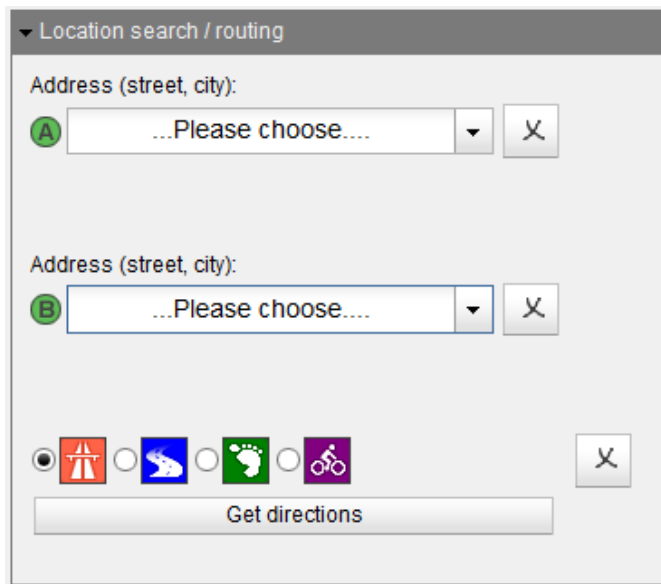 Location search / routing
Address (street, city):
A ...Please choose....
X
Address (street, city):
B ...Please choose....
X
X
Get directions